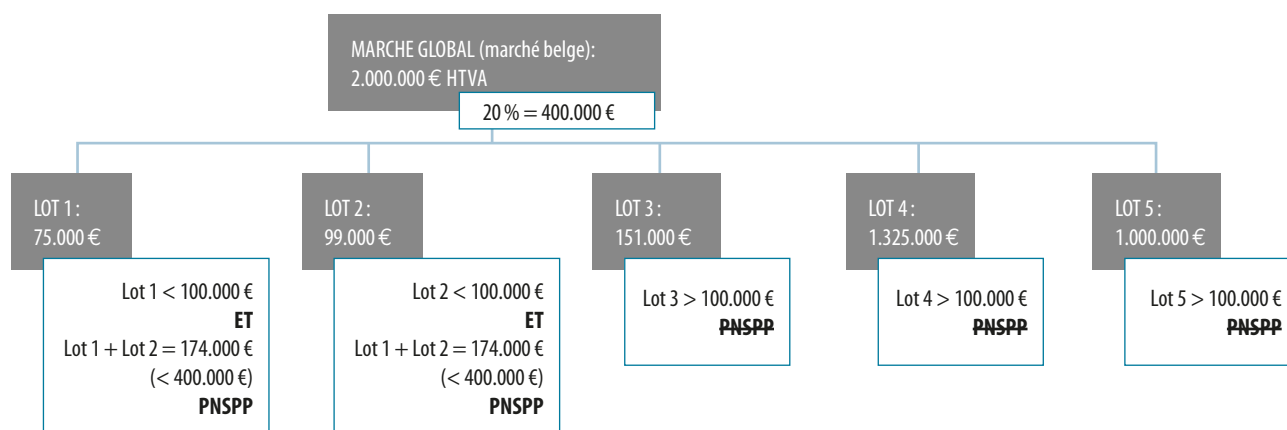 MARCHE GLOBAL (marché belge):
2.000.000 € HTVA
20 % = 400.000 €
LOT 1 :
75.000 €
Lot 1 < 100.000 €
ET
Lot 1 + Lot 2 = 174.000 €
(< 400.000 €)
PNSPP
LOT 2 :
99.000 €
Lot 2 < 100.000 €
ET
Lot 1 + Lot 2 = 174.000 €
(< 400.000 €)
PNSPP
LOT 3 :
151.000 €
Lot 3 > 100.000 €
PNSPP
LOT 4 :
1.325.000 €
Lot 4 > 100.000 €
PNSPP
LOT 5 :
1.000.000 €
Lot 5 > 100.000 €
PNSPP